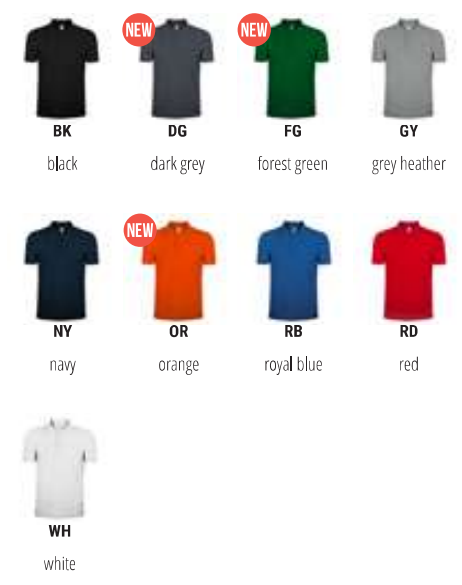 NEW NEW
BK DG FG GY
black dark grey forest green grey heather
NEW
NY OR RB RD
navy orange royal blue red
WH
white